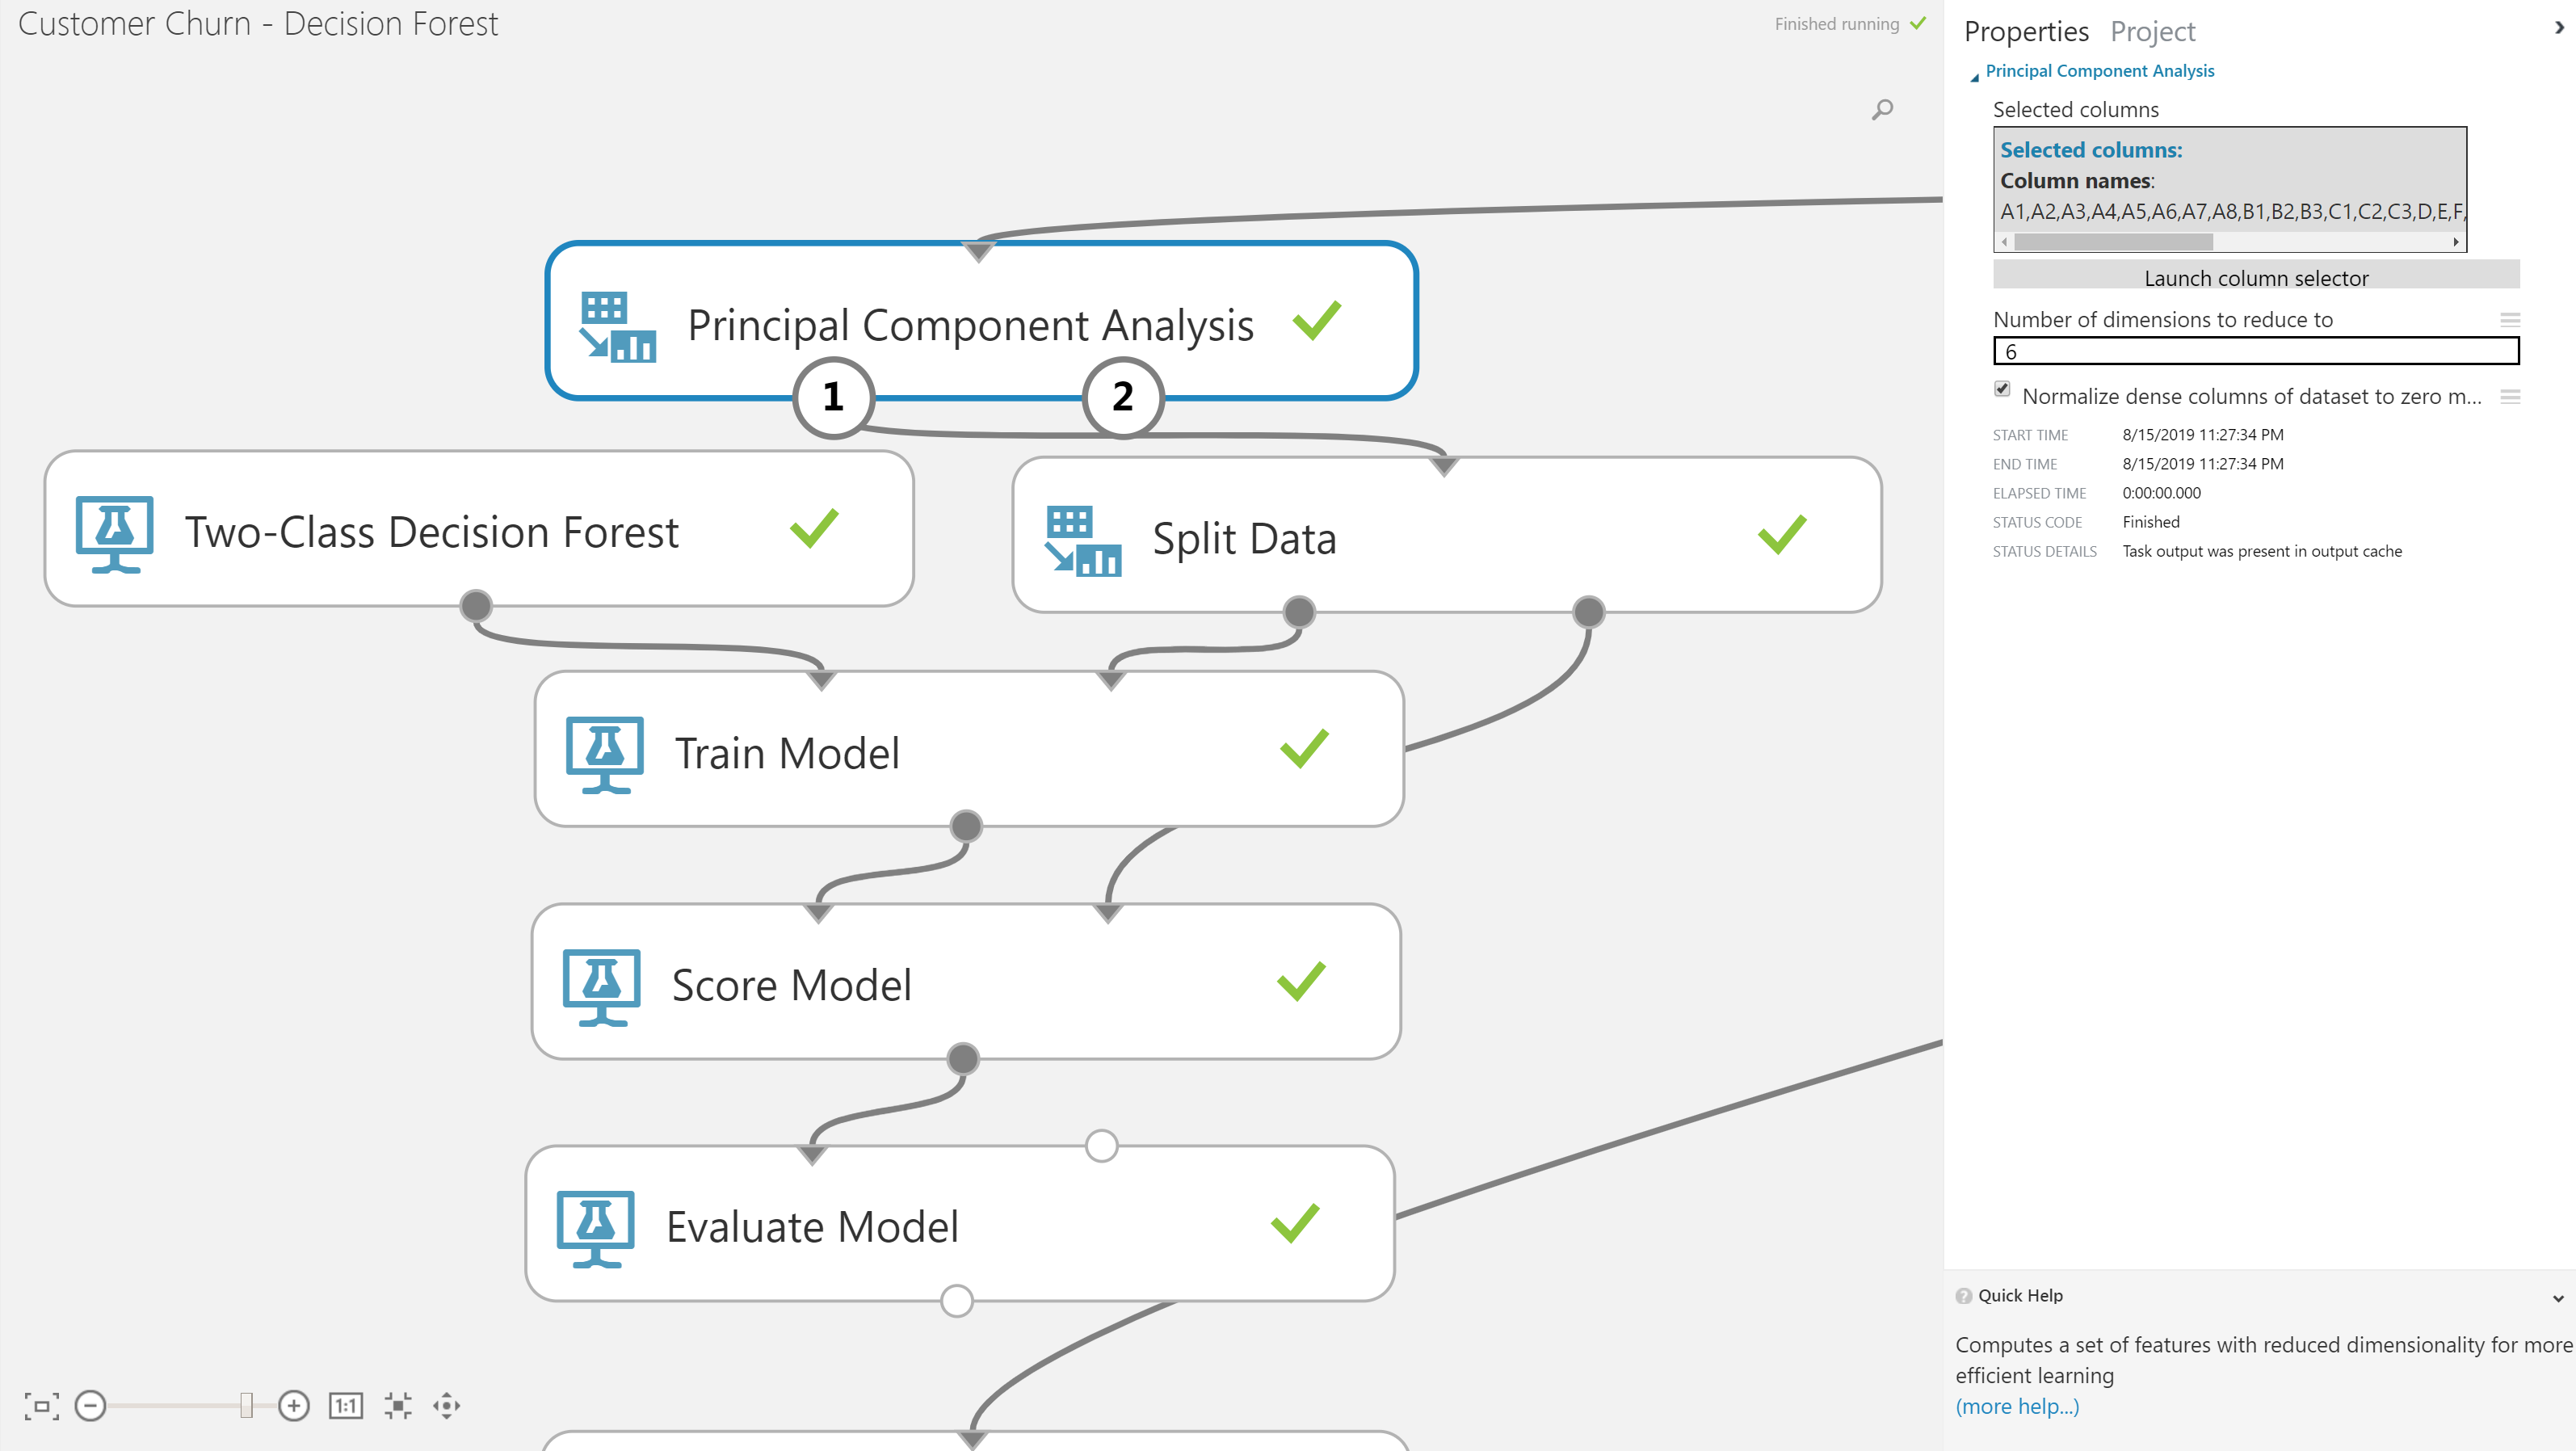 Customer Churn - Decision Forest
Finished running
Principal Component Analysis
1
2
Two-Class Decision Forest
Split Data
Train Model
Score Model
Evaluate Model
1:1
Properties Project
Principal Component Analysis
Selected columns
Selected columns:
Column names:
A1,A2,A3,A4,A5,A6,A7,A8,B1,B2,B3,C1,C2,C3,D,E,F,
Launch column selector
Number of dimensions to reduce to
6
Normalize dense columns of dataset to zero m...
START TIME 8/15/2019 11:27:34 PM
END TIME 8/15/2019 11:27:34 PM
ELAPSED TIME 0:00:00.000
STATUS CODE Finished
STATUS DETAILS Task output was present in output cache
? Quick Help
Computes a set of features with reduced dimensionality for more
efficient learning
(more help...)